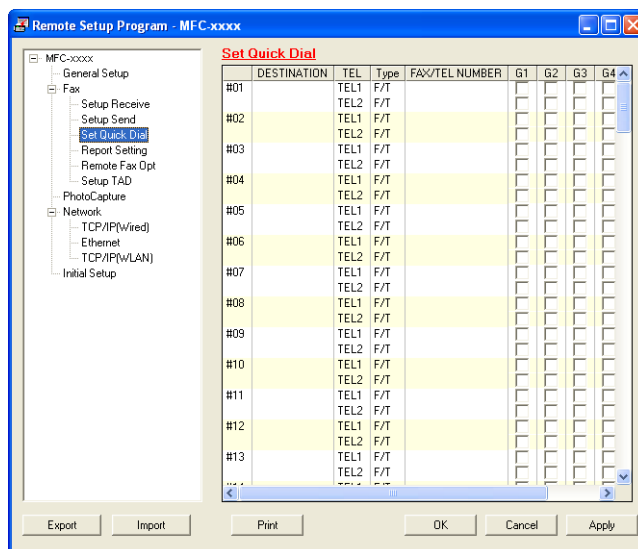 Remote Setup Program - MFC-xxxx
MFC-xxxx
General Setup
Fax
Setup Receive
Setup Send
Set Quick Dial
Report Setting
Remote Fax Opt
Setup TAD
PhotoCapture
Network
TCP/IP(Wired)
Ethernet
TCP/IP(WLAN)
Initial Setup
Set Quick Dial
DESTINATION TEL Type FAX/TEL NUMBER G1 G2 G3 G4
#01 TEL1 F/T
TEL2 F/T
#02 TEL1 F/T
TEL2 F/T
#03 TEL1 F/T
TEL2 F/T
#04 TEL1 F/T
TEL2 F/T
#05 TEL1 F/T
TEL2 F/T
#06 TEL1 F/T
TEL2 F/T
#07 TEL1 F/T
TEL2 F/T
#08 TEL1 F/T
TEL2 F/T
#09 TEL1 F/T
TEL2 F/T
#10 TEL1 F/T
TEL2 F/T
#11 TEL1 F/T
TEL2 F/T
#12 TEL1 F/T
TEL2 F/T
#13 TEL1 F/T
TEL2 F/T
#14 TEL1 F/T
Export Import Print OK Cancel Apply